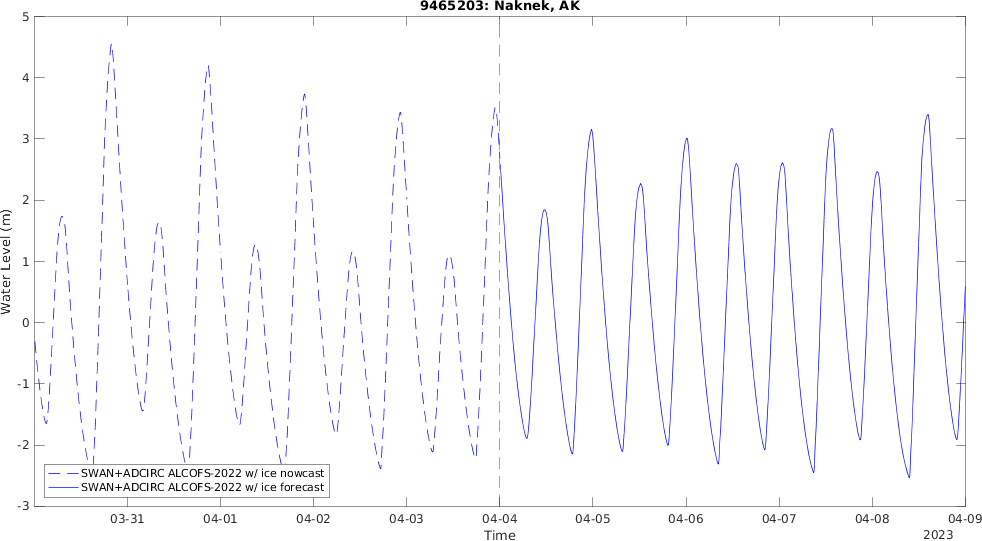 9465203: Naknek, AK
5
4
3
2
1
0
-1
-2
-3
Water Level (m)
SWAN+ADCIRC ALCOFS-2022 w/ ice nowcast
SWAN+ADCIRC ALCOFS-2022 w/ ice forecast
03-31 04-01 04-02 04-03 04-04 04-05 04-06 04-07 04-08 04-09
Time
2023